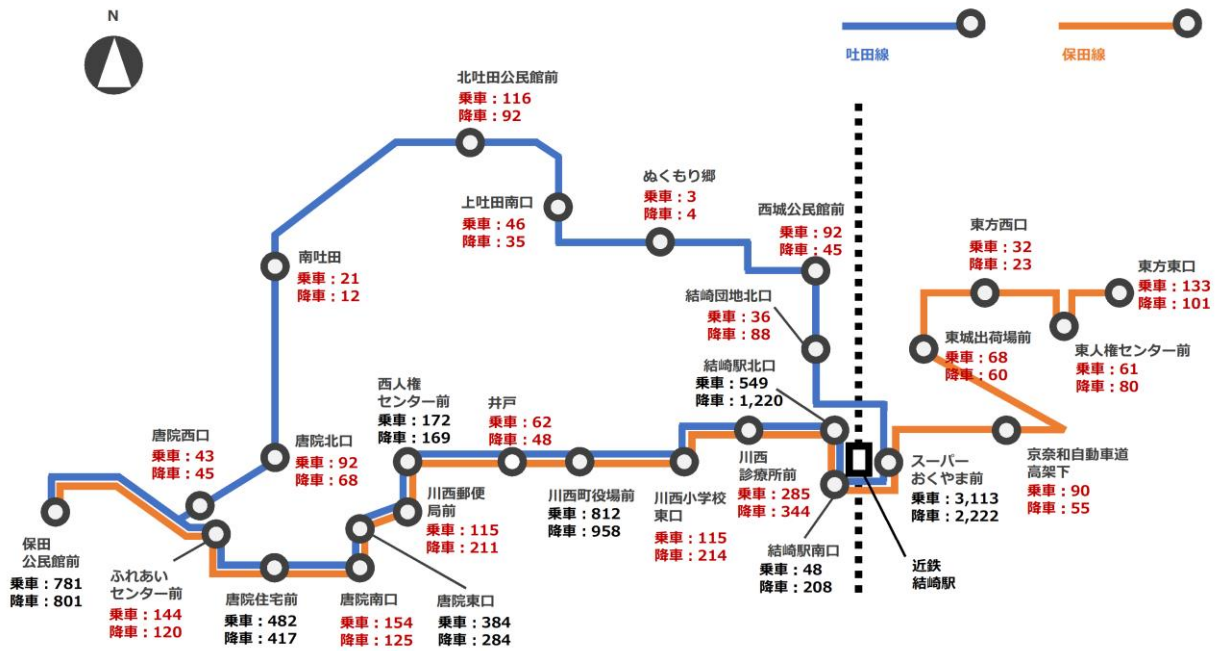 N
吐田線
保田線
北吐田公民館前
乗車：116
降車：92
上吐田南口
乗車：46
降車：35
ぬくもり郷
乗車：3
降車：4
西城公民館前
乗車：92
降車：45
東方西口
乗車：32
降車：23
東方東口
乗車：133
降車：101
南吐田
乗車：21
降車：12
結崎団地北口
乗車：36
降車：88
東城出荷場前
乗車：68
降車：60
東人権センター前
乗車：61
降車：80
結崎駅北口
乗車：549
降車：1,220
西人権
センター前
乗車：172
降車：169
井戸
乗車：62
降車：48
唐院西口
乗車：43
降車：45
唐院北口
乗車：92
降車：68
川西郵便
局前
乗車：115
降車：211
川西町役場前
乗車：812
降車：958
川西小学校
東口
乗車：115
降車：214
川西
診療所前
乗車：285
降車：344
スーパー
おくやま前
乗車：3,113
降車：2,222
京奈和自動車道
高架下
乗車：90
降車：55
結崎駅南口
乗車：48
降車：208
近鉄
結崎駅
保田
公民館前
乗車：781
降車：801
ふれあい
センター前
乗車：144
降車：120
唐院住宅前
乗車：482
降車：417
唐院南口
乗車：154
降車：125
唐院東口
乗車：384
降車：284